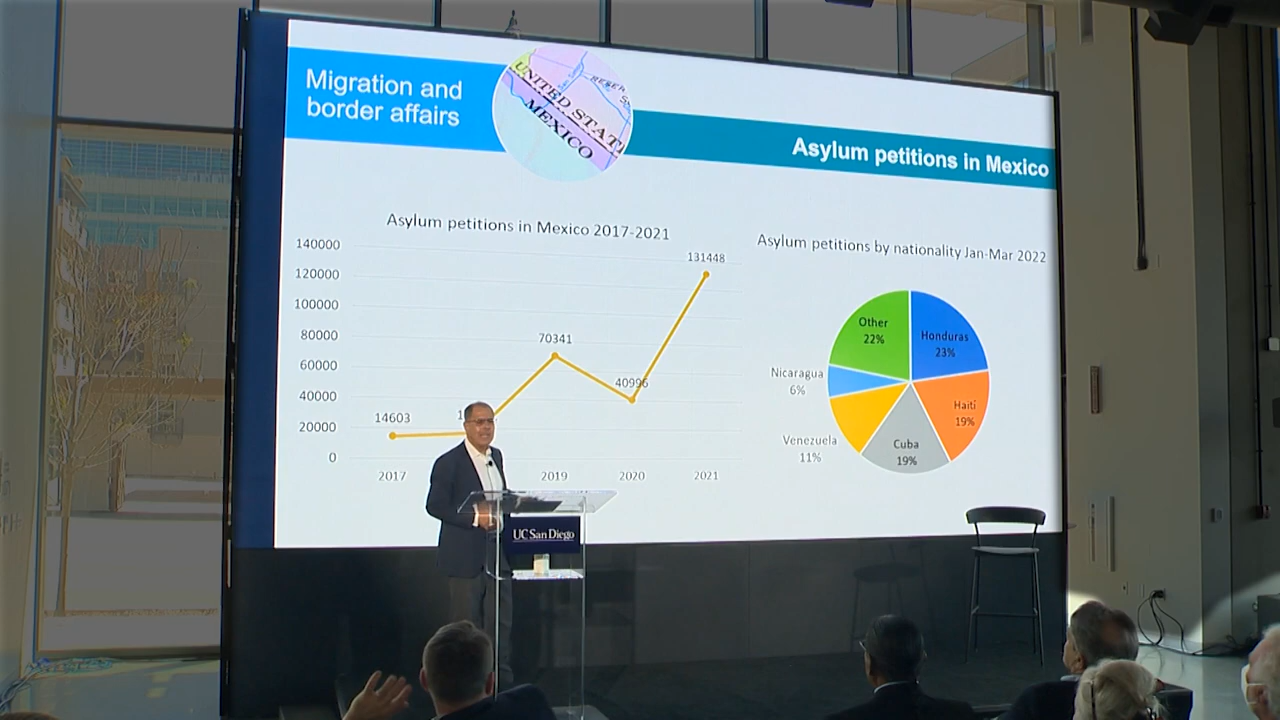 Migration and
border affairs
UNITED STAT
MEXICO
Asylum petitions in Mexico
Asylum petitions in Mexico 2017-2021
140000
120000
100000
80000
60000
40000
20000
0
14603
70341
40996
131448
2017
2019
2020
2021
Asylum petitions by nationality Jan-Mar 2022
Other
22%
Honduras
23%
Nicaragua
6%
Haití
19%
Venezuela
11%
Cuba
19%
UC San Diego